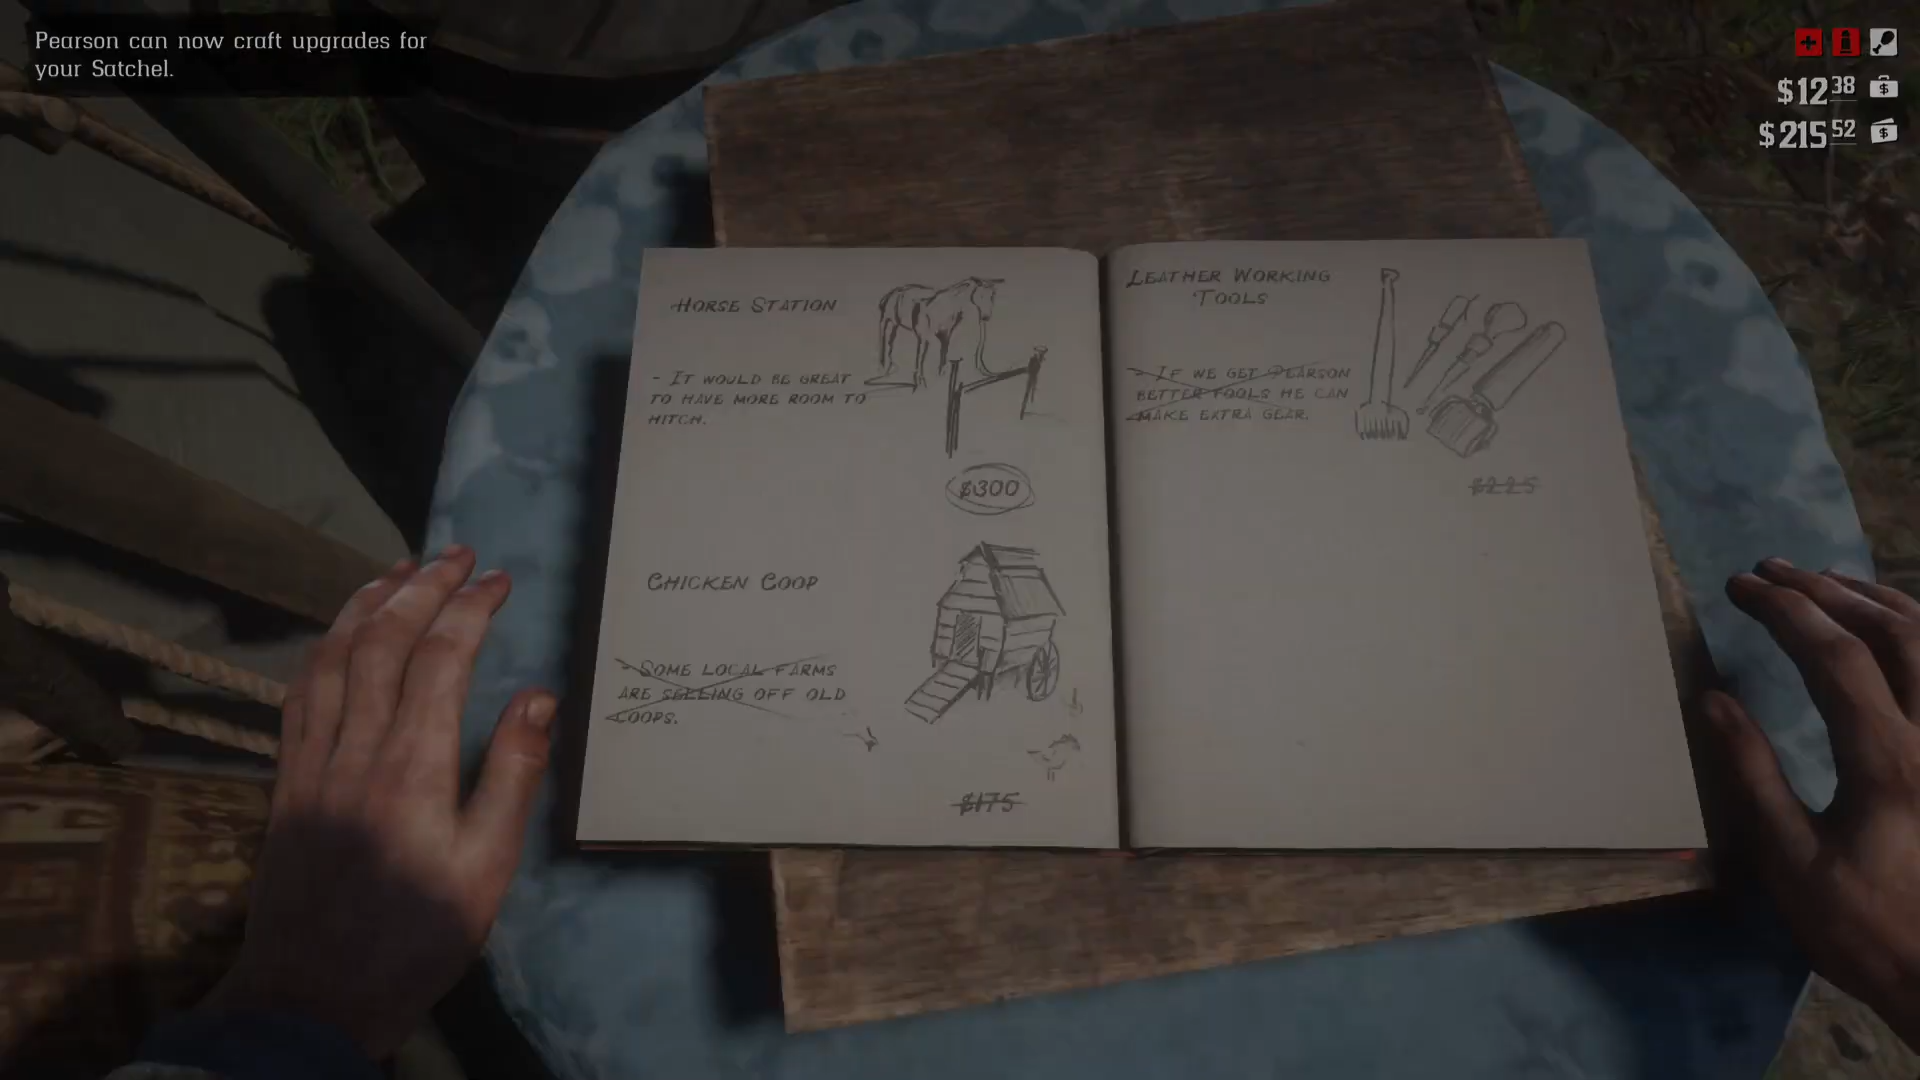 Pearson can now craft upgrades for
your Satchel.
$12 38
$215 52
Horse Station
- It would be great
to have more room to
hitch.
$300
Chicken Coop
- Some local farms
are selling off old
coops.
$175
Leather Working
Tools
- If we get Pearson
better tools he can
make extra gear.
$225